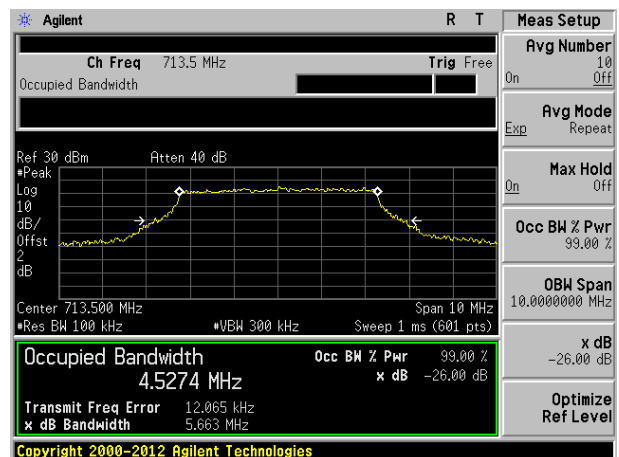 Agilent R T
Ch Freq 713.5 MHz Trig Free
Occupied Bandwidth
Ref 30 dBm Atten 40 dB
#Peak
Log
10
dB/
Offst
2
dB
Center 713.500 MHz Span 10 MHz
#Res BW 100 kHz #VBW 300 kHz Sweep 1 ms (601 pts)
Occupied Bandwidth Occ BW % Pwr 99.00 %
4.5274 MHz x dB -26.00 dB
Transmit Freq Error 12.065 kHz
x dB Bandwidth 5.663 MHz
Copyright 2000-2012 Agilent Technologies
Meas Setup
Avg Number
10
On Off
Avg Mode
Exp Repeat
Max Hold
On Off
Occ BW % Pwr
99.00 %
OBW Span
10.0000000 MHz
x dB
-26.00 dB
Optimize
Ref Level